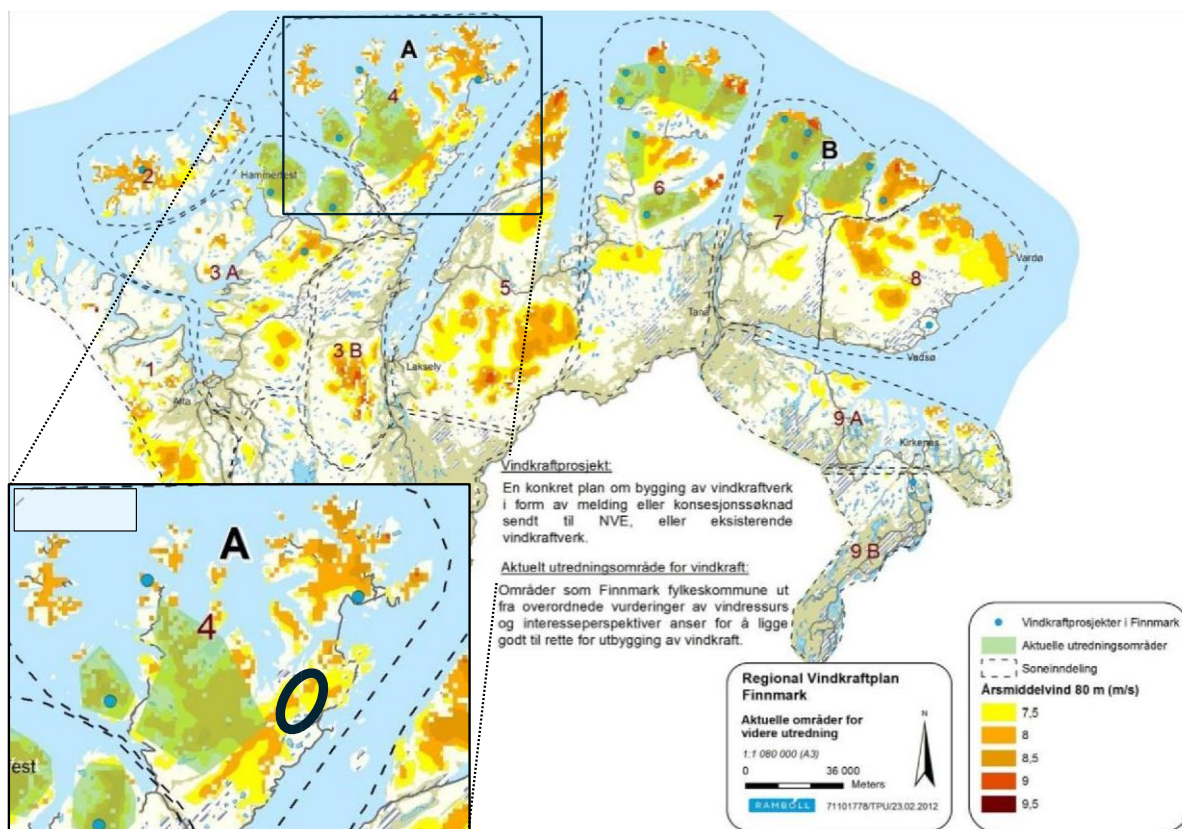 A
4
B
2
Hammerfest
6
7
3 A
5
8
Vardø
Tana
Vadsø
1
3 B
Lakselv
Alta
9 A
Kirkenes
Vindkraftprosjekt:
En konkret plan om bygging av vindkraftverk
i form av melding eller konsesjonssøknad
sendt til NVE, eller eksisterende
vindkraftverk.
Aktuelt utredningsområde for vindkraft:
Områder som Finnmark fylkeskommune ut
fra overordnede vurderinger av vindressurs
og interesseperspektiver anser for å ligge
godt til rette for utbygging av vindkraft.
9 B
A
4
est
Regional Vindkraftplan
Finnmark
Aktuelle områder for
videre utredning
1:1 080 000 (A3)
N
0 36 000
Meters
RAMBÖLL 71101778/TPU/23.02.2012
Vindkraftprosjekter i Finnmark
Aktuelle utredningsområder
Soneinndeling
Årsmiddelvind 80 m (m/s)
7,5
8
8,5
9
9,5